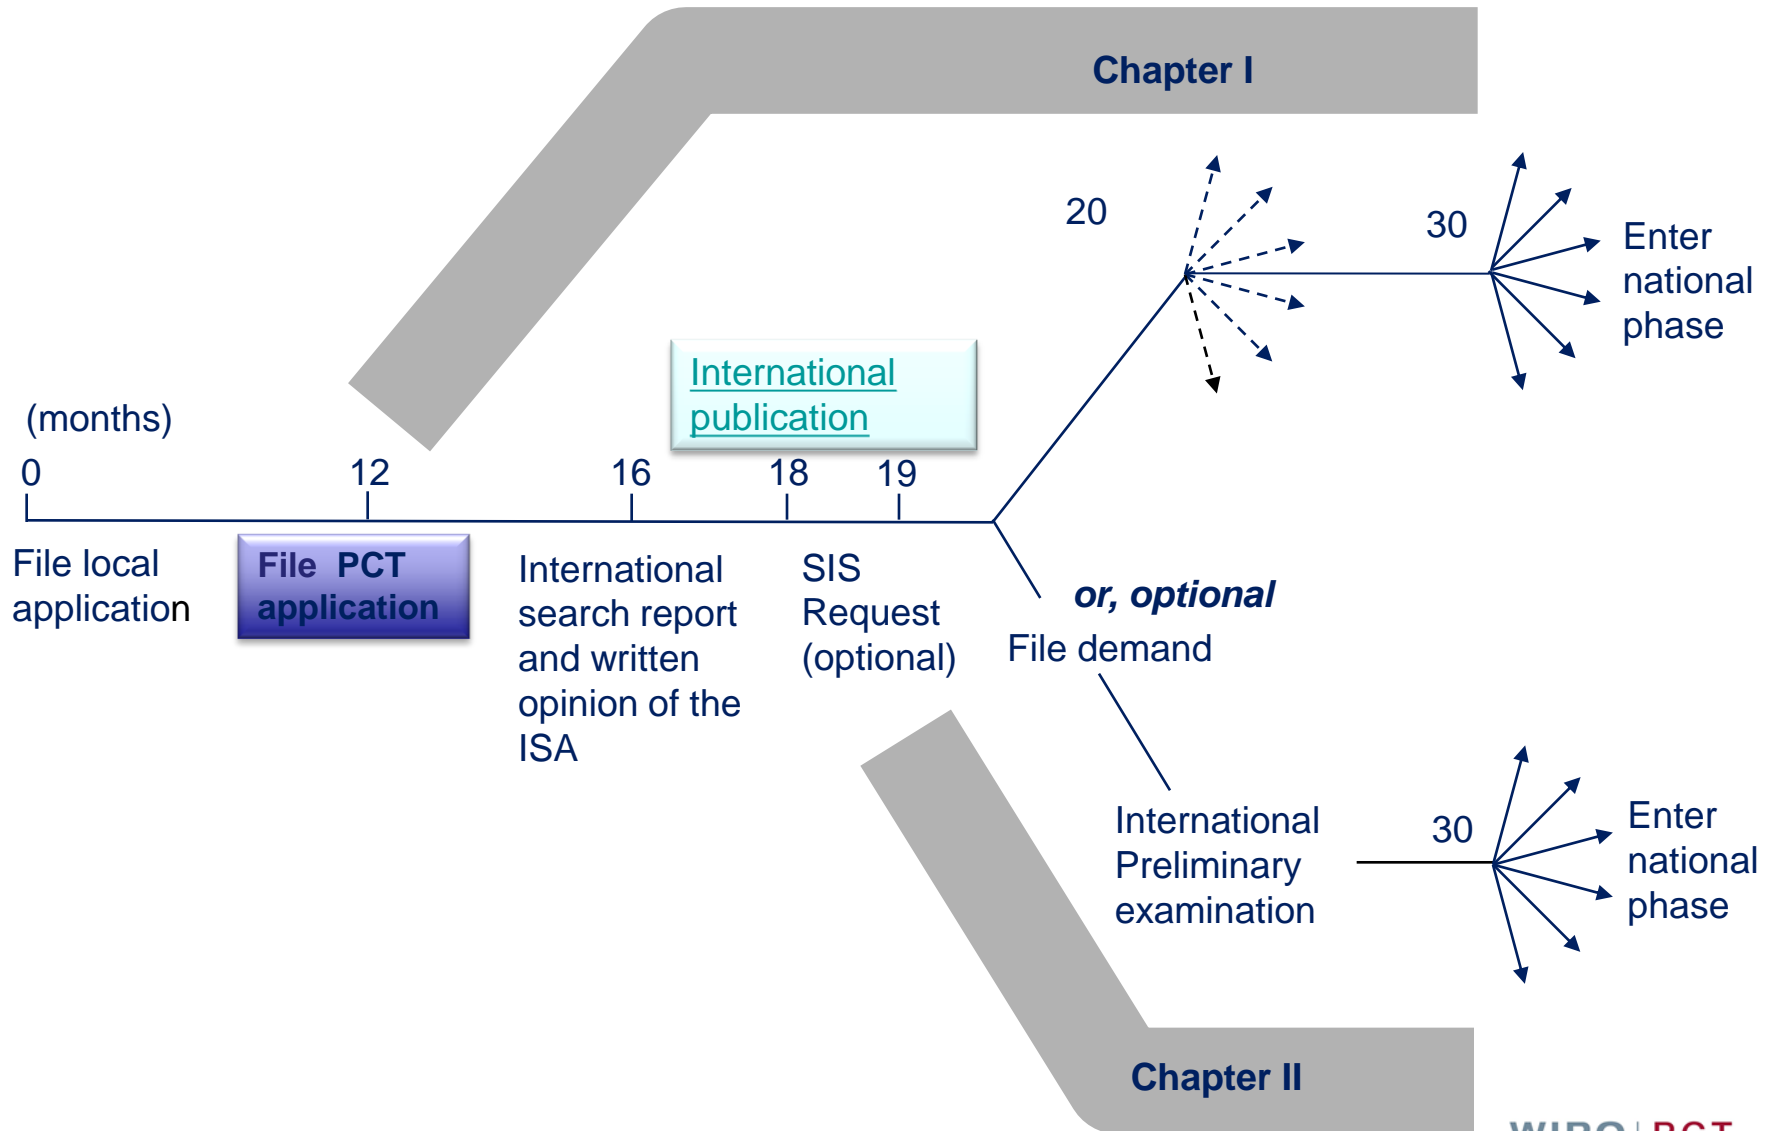 Chapter I
20
30
Enter
national
phase
International
publication
(months)
0
12
16
18
19
File local
application
File PCT
application
International
search report
and written
opinion of the
ISA
SIS
Request
(optional)
or, optional
File demand
International
Preliminary
examination
30
Enter
national
phase
Chapter II
WIPO | PCT